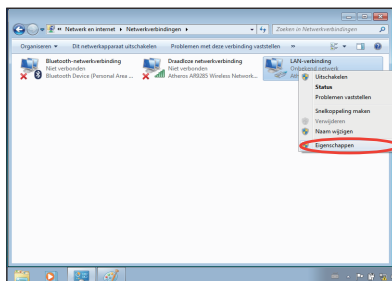 « Netwerk en internet ▸ Netwerkverbindingen ▸
Zoeken in Netwerkverbindingen
Organiseren ▾ Dit netwerkapparaat uitschakelen Problemen met deze verbinding vaststellen »
Bluetooth-netwerkverbinding
Niet verbonden
Bluetooth Device (Personal Area ...
Draadloze netwerkverbinding
Niet verbonden
Atheros AR9285 Wireless Network...
LAN-verbinding
Onbekend netwerk
Uitschakelen
Status
Problemen vaststellen
Snelkoppeling maken
Verwijderen
Naam wijzigen
Eigenschappen